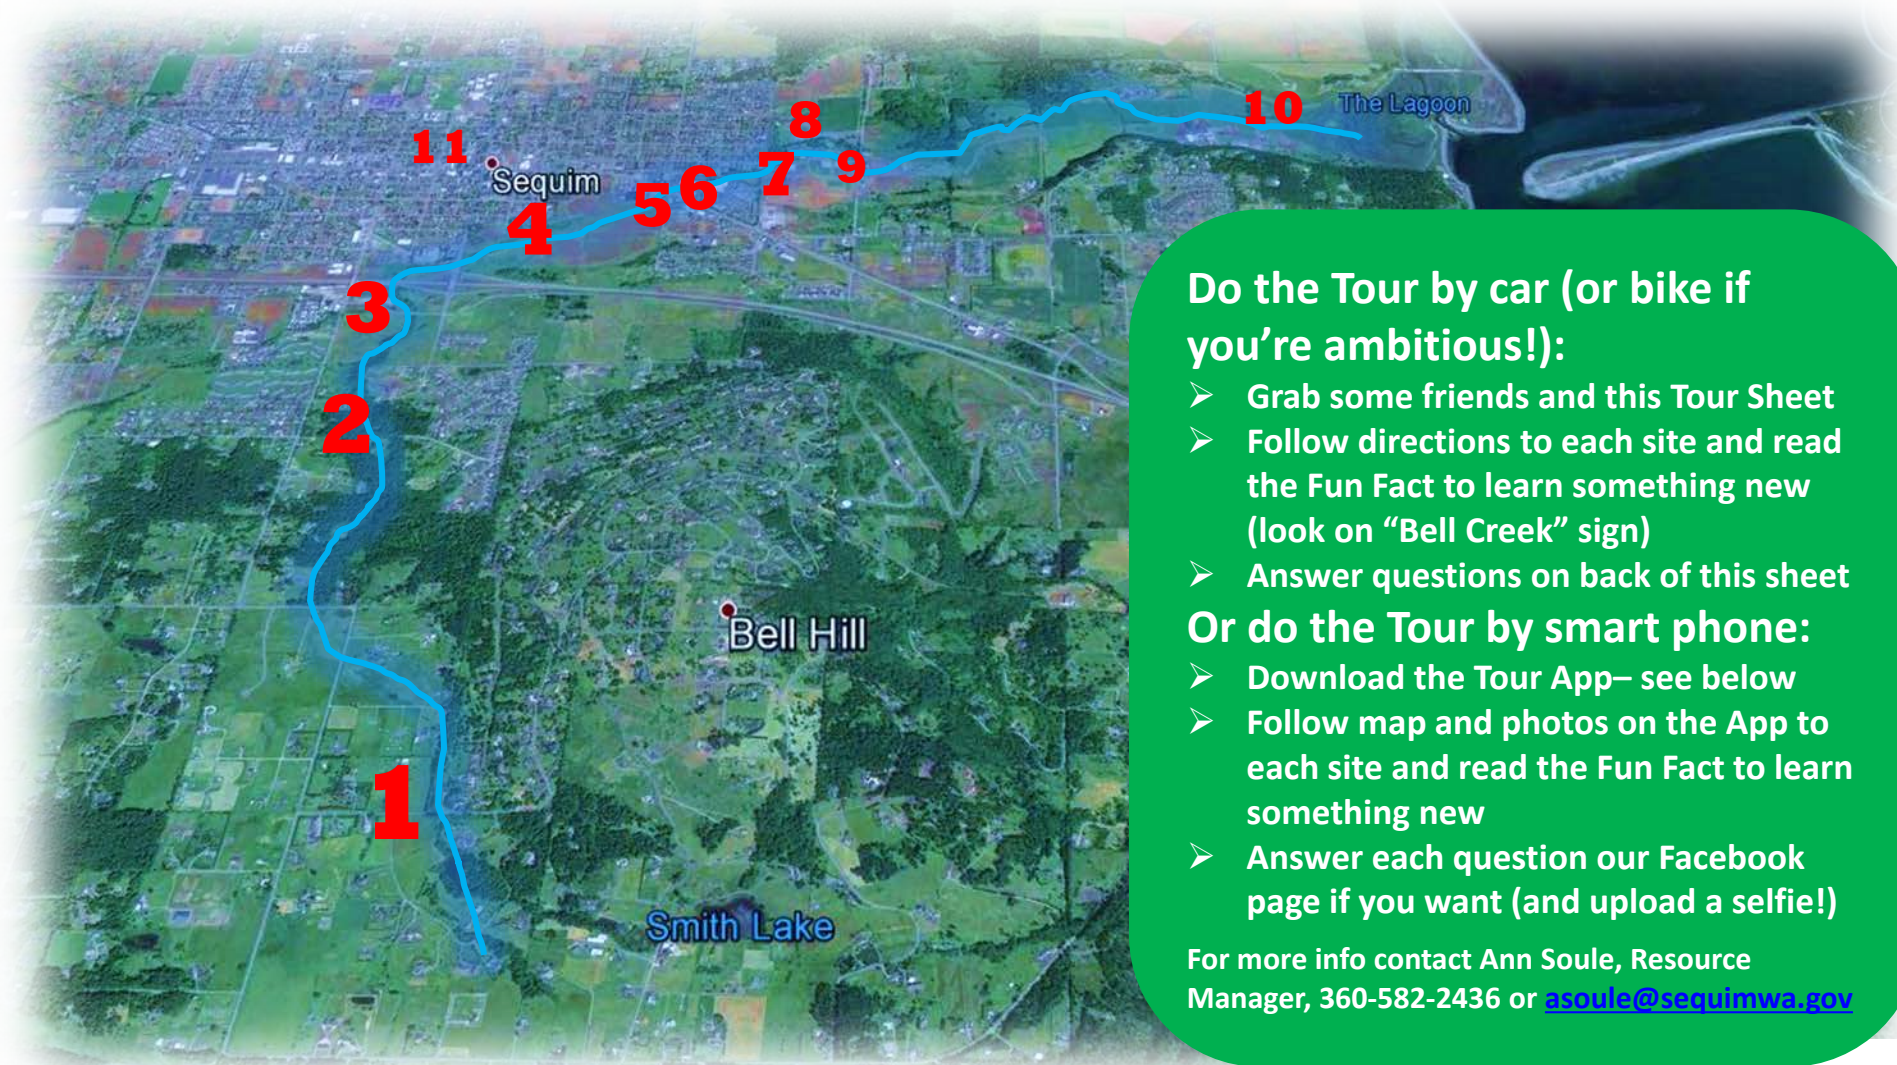 10
The Lagoon
8
11
9
7
Sequim
6
5
4
3
2
Bell Hill
1
Smith Lake
Do the Tour by car (or bike if
you’re ambitious!):
➢ Grab some friends and this Tour Sheet
➢ Follow directions to each site and read
the Fun Fact to learn something new
(look on “Bell Creek” sign)
➢ Answer questions on back of this sheet
Or do the Tour by smart phone:
➢ Download the Tour App– see below
➢ Follow map and photos on the App to
each site and read the Fun Fact to learn
something new
➢ Answer each question our Facebook
page if you want (and upload a selfie!)
For more info contact Ann Soule, Resource
Manager, 360-582-2436 or asoule@sequimwa.gov